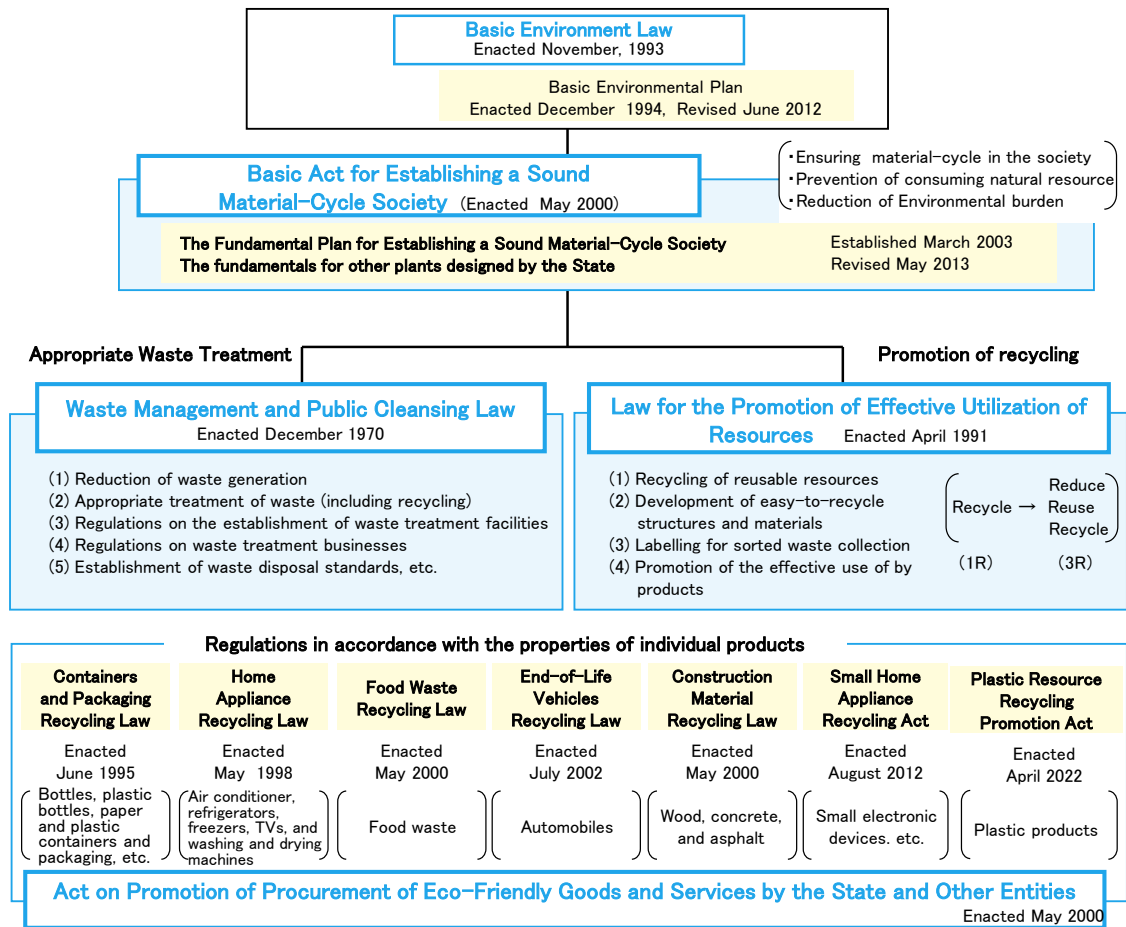 Basic Environment Law
Enacted November, 1993
Basic Environmental Plan
Enacted December 1994, Revised June 2012
Basic Act for Establishing a Sound
Material-Cycle Society (Enacted May 2000)
・Ensuring material-cycle in the society
・Prevention of consuming natural resource
・Reduction of Environmental burden
The Fundamental Plan for Establishing a Sound Material-Cycle Society
The fundamentals for other plants designed by the State
Established March 2003
Revised May 2013
Appropriate Waste Treatment
Promotion of recycling
Waste Management and Public Cleansing Law
Enacted December 1970
(1) Reduction of waste generation
(2) Appropriate treatment of waste (including recycling)
(3) Regulations on the establishment of waste treatment facilities
(4) Regulations on waste treatment businesses
(5) Establishment of waste disposal standards, etc.
Law for the Promotion of Effective Utilization of
Resources Enacted April 1991
(1) Recycling of reusable resources
(2) Development of easy-to-recycle
structures and materials
(3) Labelling for sorted waste collection
(4) Promotion of the effective use of by
products
Reduce
Recycle → Reuse
Recycle
(1R) (3R)
Regulations in accordance with the properties of individual products
Containers
and Packaging
Recycling Law
Enacted
June 1995
Bottles, plastic
bottles, paper
and plastic
containers and
packaging, etc.
Home
Appliance
Recycling Law
Enacted
May 1998
Air conditioner,
refrigerators,
freezers, TVs, and
washing and drying
machines
Food Waste
Recycling Law
Enacted
May 2000
Food waste
End-of-Life
Vehicles
Recycling Law
Enacted
July 2002
Automobiles
Construction
Material
Recycling Law
Enacted
May 2000
Wood, concrete,
and asphalt
Small Home
Appliance
Recycling Act
Enacted
August 2012
Small electronic
devices. etc.
Plastic Resource
Recycling
Promotion Act
Enacted
April 2022
Plastic products
Act on Promotion of Procurement of Eco-Friendly Goods and Services by the State and Other Entities
Enacted May 2000